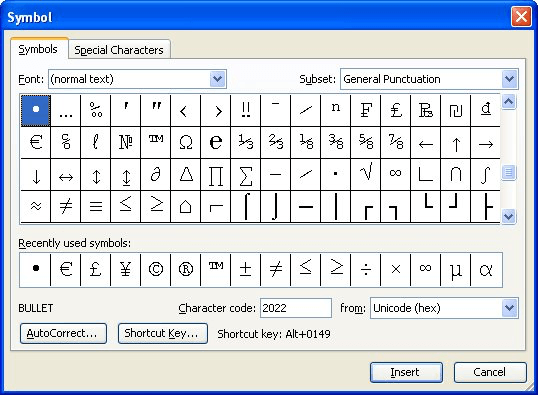 Symbol
Symbols Special Characters
Font: (normal text) Subset: General Punctuation
• … ‰ ′ ″ ‹ › ‼ ‾ ⁄ ⁿ ₣ ₤ ₧ ₪ ₫
€ ℅ ℓ № ™ Ω ℮ ⅓ ⅔ ⅛ ⅜ ⅝ ⅞ ← ↑ →
↓ ↔ ↕ ↨ ∂ ∆ ∏ ∑ − ∕ ∙ √ ∞ ∟ ∩ ∫
≈ ≠ ≡ ≤ ≥ ⌂ ⌐ ⌠ ⌡ ─ │ ┌ ┐ └ ┘ ├
Recently used symbols:
• € £ ¥ © ® ™ ± ≠ ≤ ≥ ÷ × ∞ µ α
BULLET Character code: 2022 from: Unicode (hex)
AutoCorrect... Shortcut Key... Shortcut key: Alt+0149
Insert Cancel